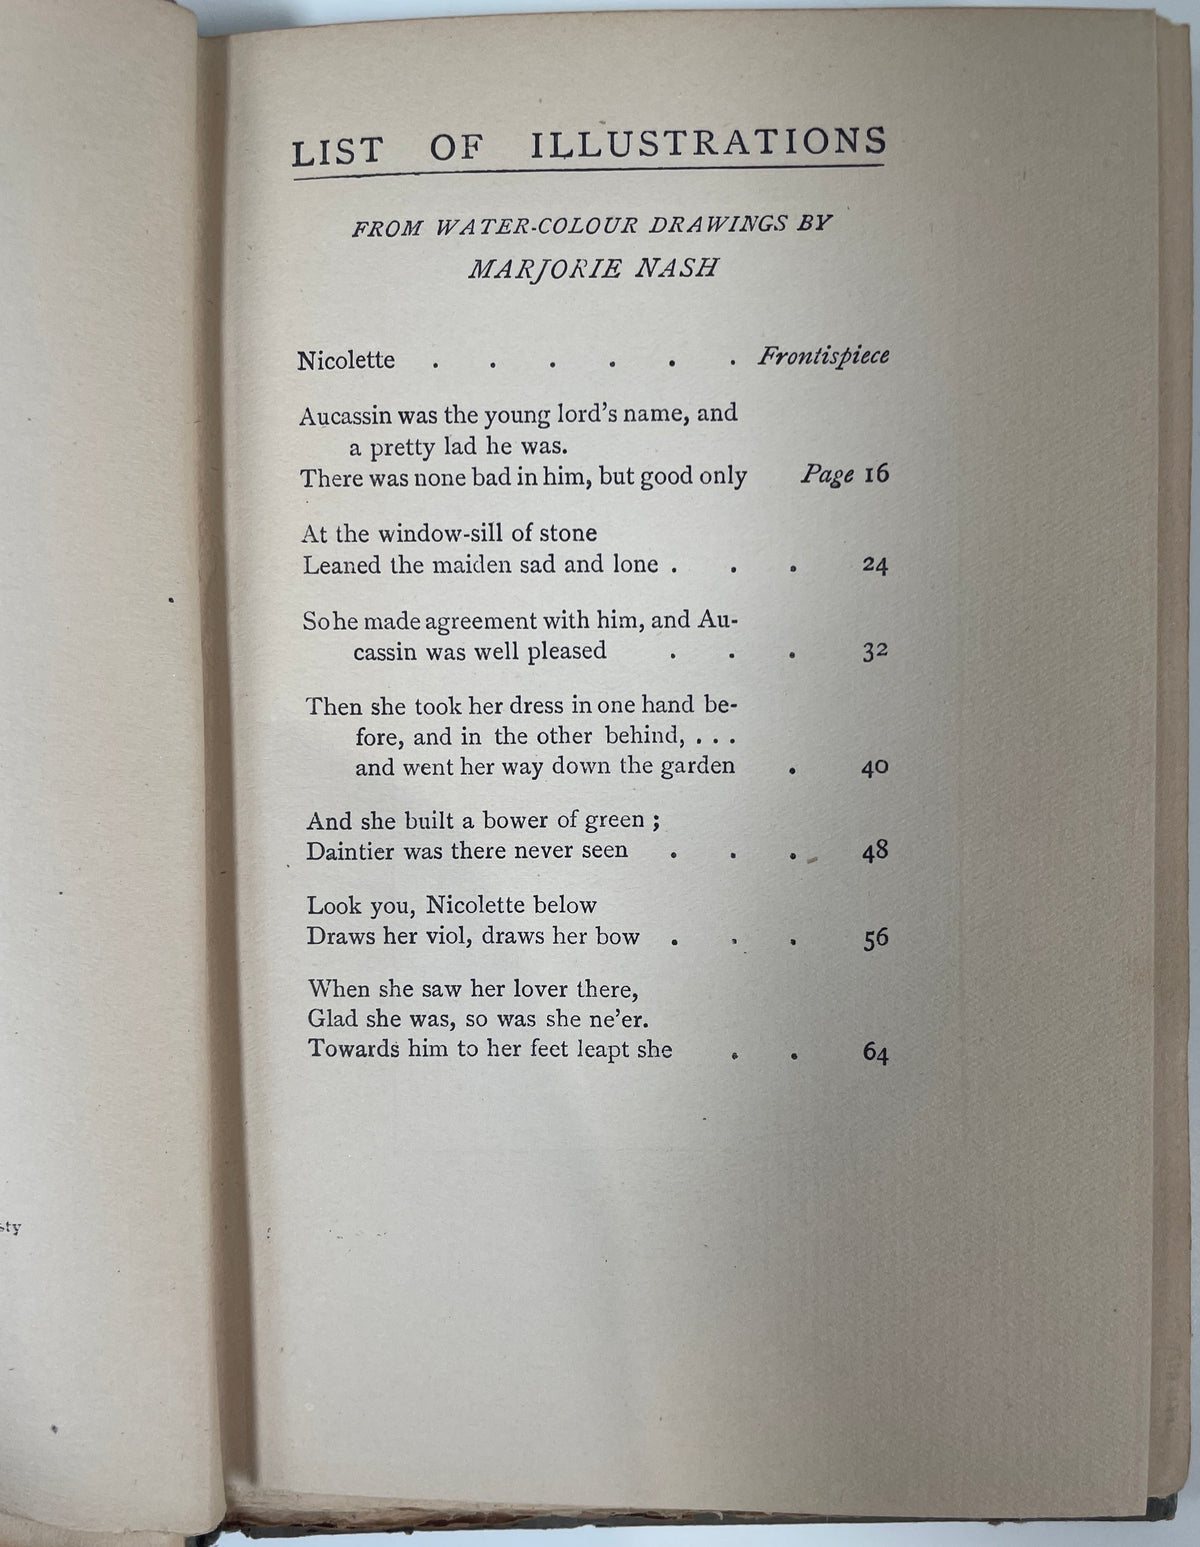 LIST OF ILLUSTRATIONS
FROM WATER-COLOUR DRAWINGS BY
MARJORIE NASH
Nicolette . . . . . . Frontispiece
Aucassin was the young lord's name, and
a pretty lad he was.
There was none bad in him, but good only Page 16
At the window-sill of stone
Leaned the maiden sad and lone . . . 24
So he made agreement with him, and Au-
cassin was well pleased . . . 32
Then she took her dress in one hand be-
fore, and in the other behind, . . .
and went her way down the garden . 40
And she built a bower of green ;
Daintier was there never seen . . . 48
Look you, Nicolette below
Draws her viol, draws her bow . . . 56
When she saw her lover there,
Glad she was, so was she ne'er.
Towards him to her feet leapt she . . 64